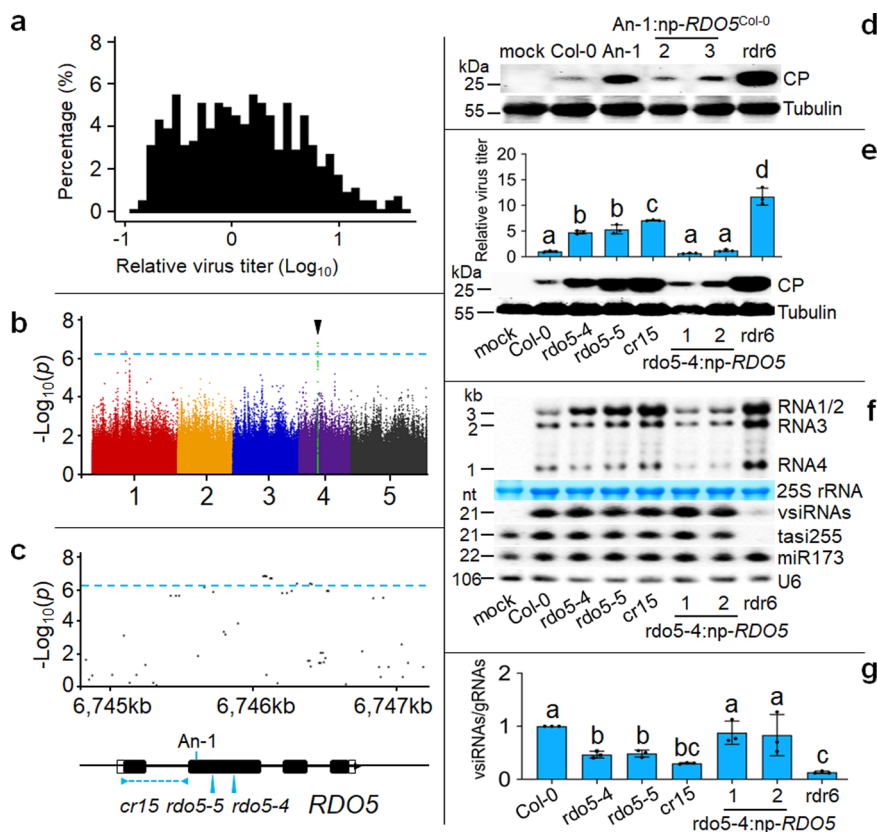 a
Percentage (%)
8
6
4
2
0
-1 0 1
Relative virus titer (Log10)
b
-Log10(p)
8
6
4
2
0
1 2 3 4 5
c
-Log10(p)
8
6
4
2
0
6,745kb 6,746kb 6,747kb
An-1
cr15 rdo5-5 rdo5-4 RDO5
d
An-1:np-RDO5Col-0
mock Col-0 An-1 2 3 rdr6
kDa
25 CP
55 Tubulin
e
Relative virus titer
20
15
10
5
0
a b b c a a d
kDa
25 CP
55 Tubulin
mock Col-0 rdo5-4 rdo5-5 cr15 1 2 rdr6
rdo5-4:np-RDO5
f
kb
3 RNA1/2
2 RNA3
1 RNA4
nt 25S rRNA
21 vsiRNAs
21 tasi255
22 miR173
106 U6
mock Col-0 rdo5-4 rdo5-5 cr15 1 2 rdr6
rdo5-4:np-RDO5
g
vsiRNAs/gRNAs
2
1
0
a b b bc a a c
Col-0 rdo5-4 rdo5-5 cr15 1 2 rdr6
rdo5-4:np-RDO5